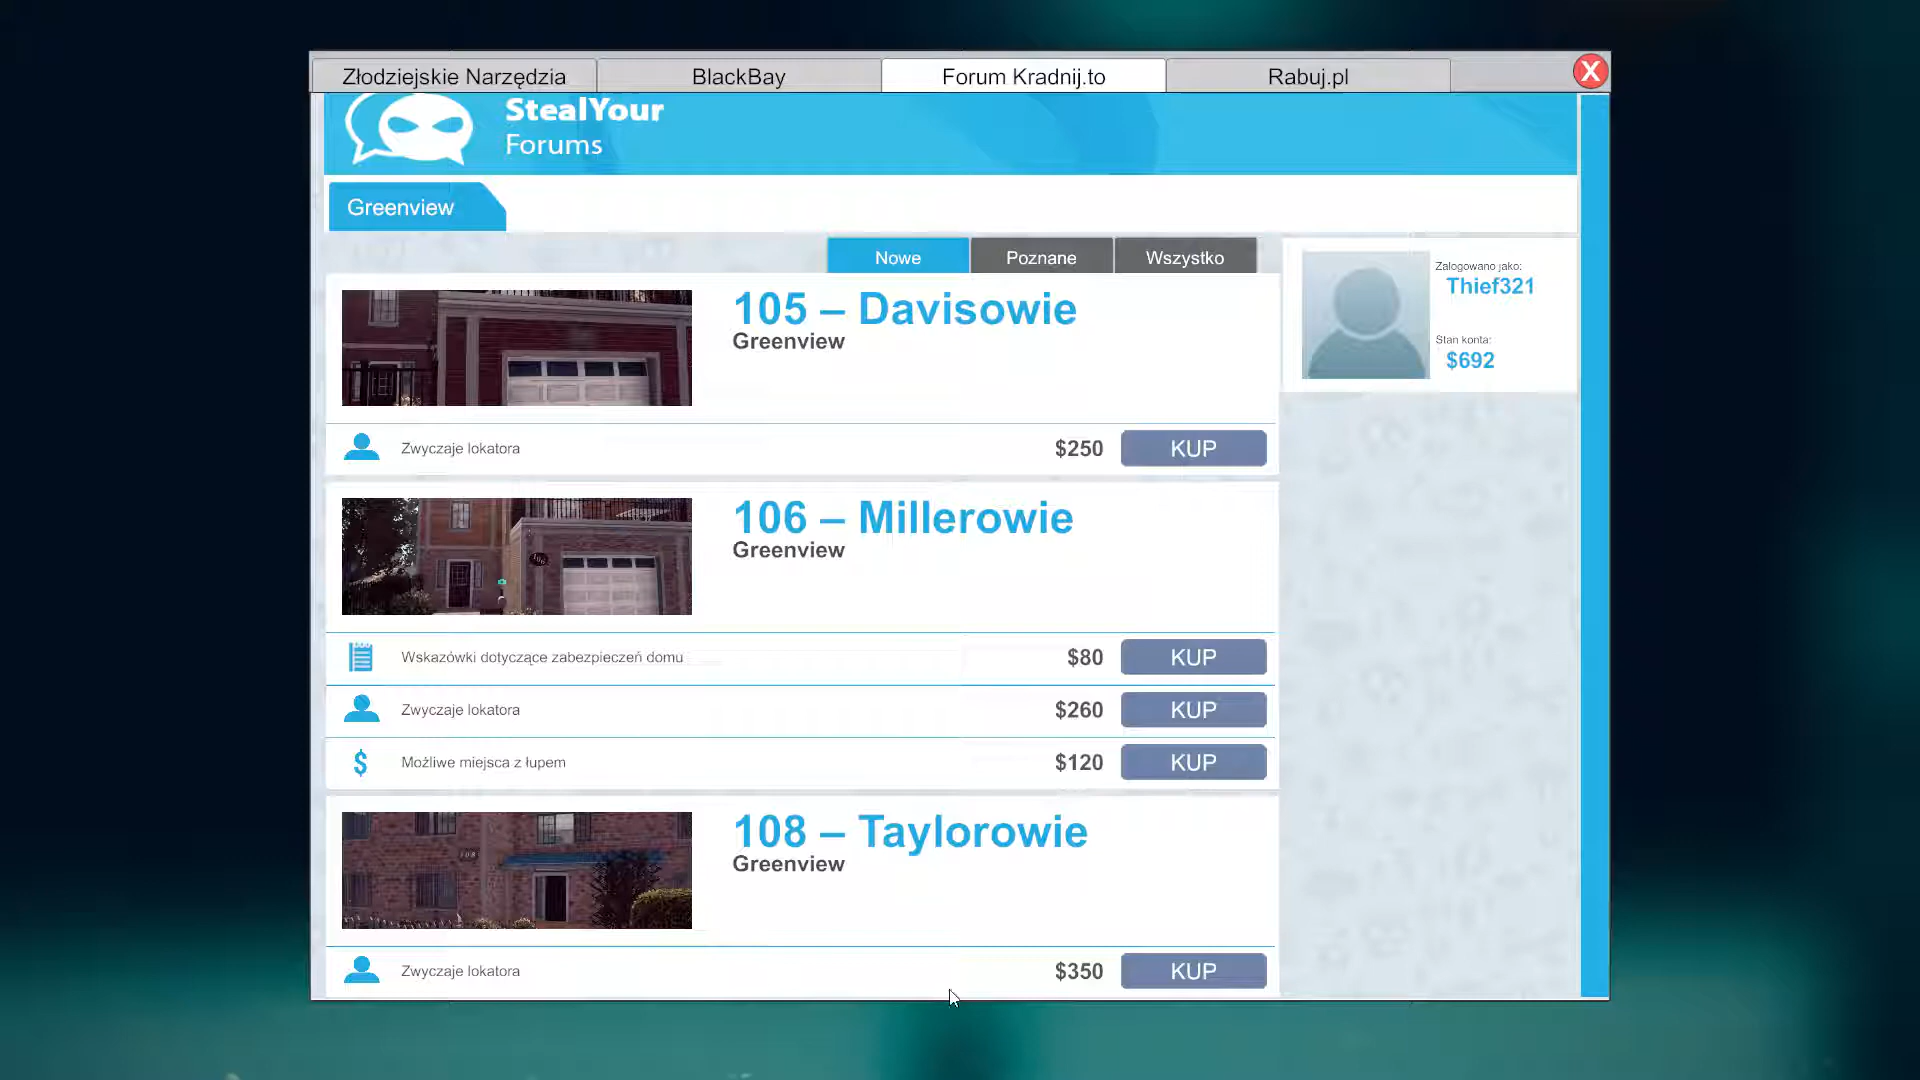 Złodziejskie Narzędzia
BlackBay
Forum Kradnij.to
Rabuj.pl
X
StealYour
Forums
Greenview
Nowe
Poznane
Wszystko
Zalogowano jako:
Thief321
Stan konta:
$692
105 – Davisowie
Greenview
Zwyczaje lokatora
$250
KUP
106
106 – Millerowie
Greenview
Wskazówki dotyczące zabezpieczeń domu
$80
KUP
Zwyczaje lokatora
$260
KUP
$
Możliwe miejsca z łupem
$120
KUP
108
108 – Taylorowie
Greenview
Zwyczaje lokatora
$350
KUP